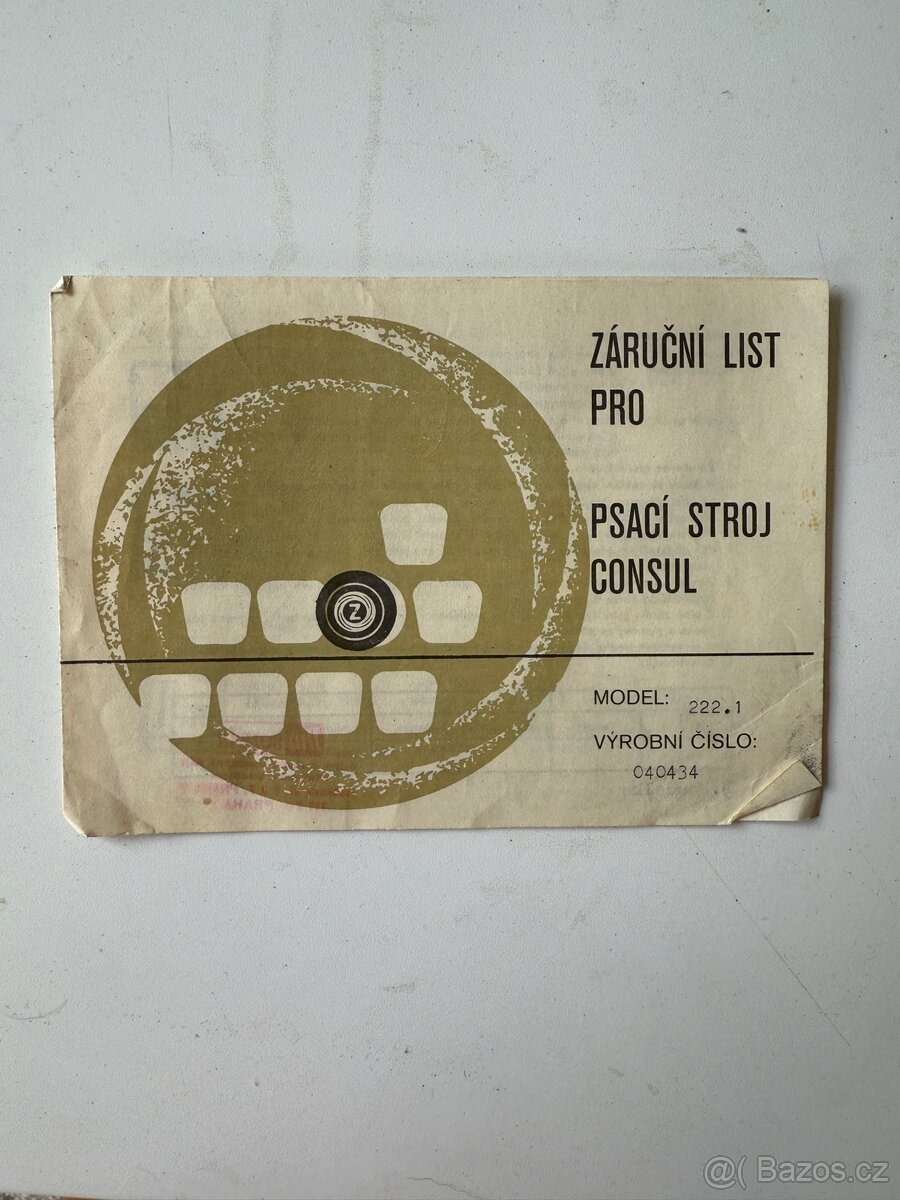 ZÁRUČNÍ LIST
PRO
PSACÍ STROJ
CONSUL
Z
MODEL: 222.1
VÝROBNÍ ČÍSLO:
040434
@( Bazos.cz